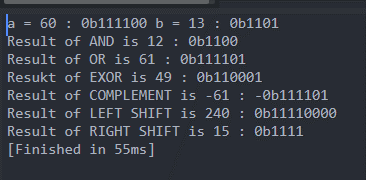 a = 60 : 0b111100 b = 13 : 0b1101
Result of AND is 12 : 0b1100
Result of OR is 61 : 0b111101
Resukt of EXOR is 49 : 0b110001
Result of COMPLEMENT is -61 : -0b111101
Result of LEFT SHIFT is 240 : 0b11110000
Result of RIGHT SHIFT is 15 : 0b1111
[Finished in 55ms]